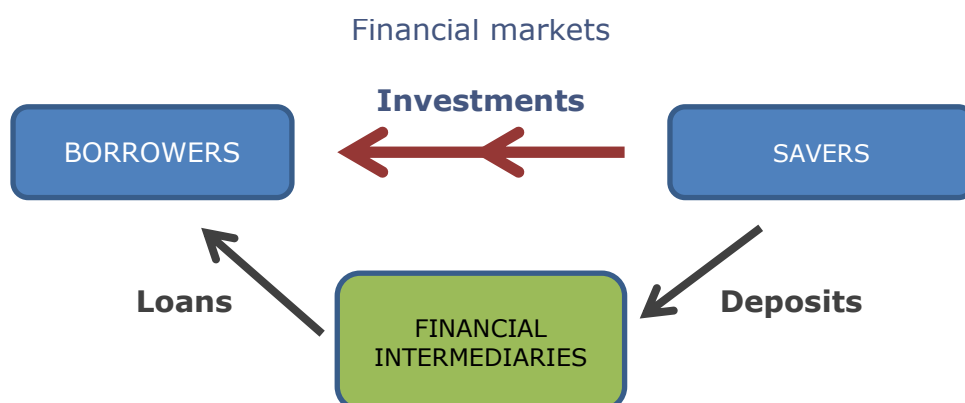 Financial markets
Investments
BORROWERS
SAVERS
Loans
Deposits
FINANCIAL
INTERMEDIARIES